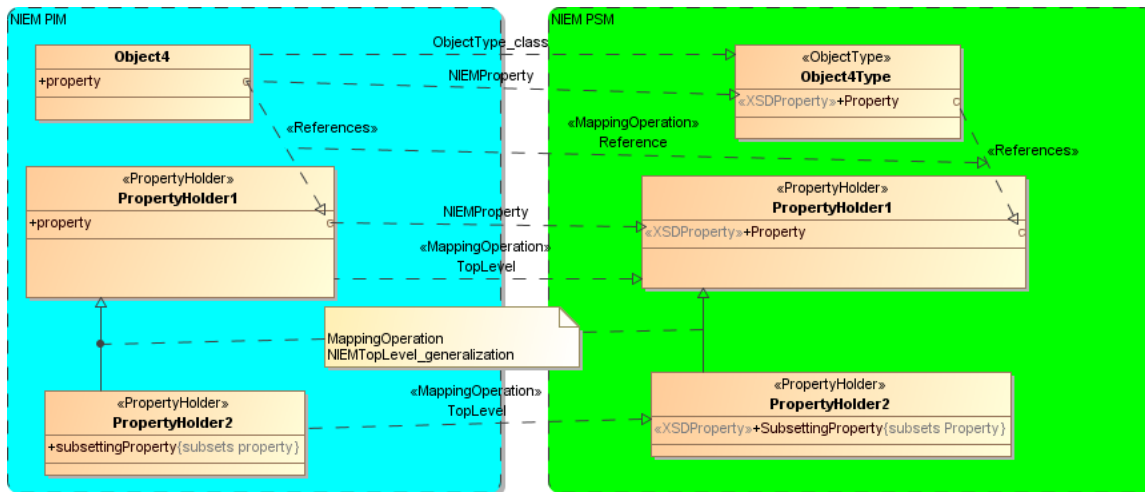 NIEM PIM
NIEM PSM
Object4
+property
ObjectType_class
NIEMProperty
«ObjectType»
Object4Type
«XSDProperty»+Property
«References»
«MappingOperation»
Reference
«References»
«PropertyHolder»
PropertyHolder1
+property
NIEMProperty
«MappingOperation»
TopLevel
«PropertyHolder»
PropertyHolder1
«XSDProperty»+Property
MappingOperation
NIEMTopLevel_generalization
«PropertyHolder»
PropertyHolder2
+subsettingProperty{subsets property}
«MappingOperation»
TopLevel
«PropertyHolder»
PropertyHolder2
«XSDProperty»+SubsettingProperty{subsets Property}